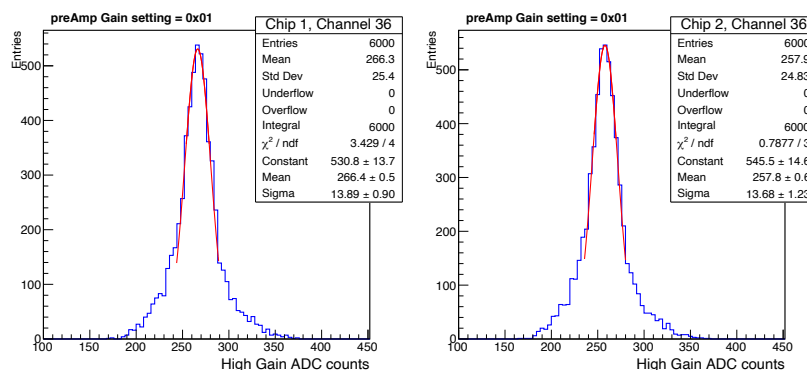 preAmp Gain setting = 0x01
Chip 1, Channel 36
Entries 6000
Mean 266.3
Std Dev 25.4
Underflow 0
Overflow 0
Integral 6000
χ² / ndf 3.429 / 4
Constant 530.8 ± 13.7
Mean 266.4 ± 0.5
Sigma 13.89 ± 0.90
Entries
500
400
300
200
100
0
100 150 200 250 300 350 400 450
High Gain ADC counts
preAmp Gain setting = 0x01
Chip 2, Channel 36
Entries 6000
Mean 257.9
Std Dev 24.83
Underflow 0
Overflow 0
Integral 6000
χ² / ndf 0.7877 / 3
Constant 545.5 ± 14.6
Mean 257.8 ± 0.6
Sigma 13.68 ± 1.23
Entries
500
400
300
200
100
0
100 150 200 250 300 350 400 450
High Gain ADC counts